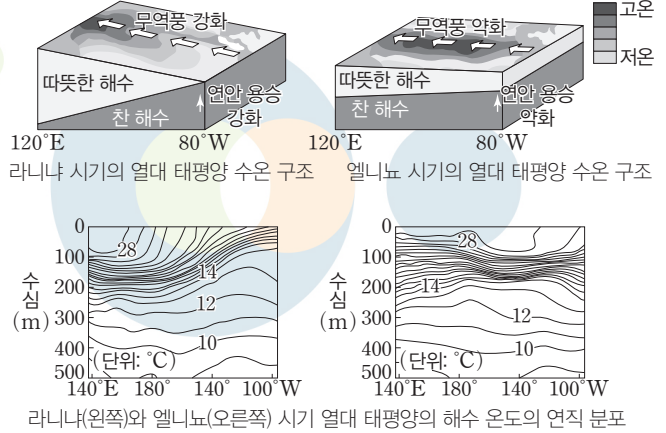 무역풍 강화
따뜻한 해수
찬 해수
연안 용승
강화
120°E
80°W
라니냐 시기의 열대 태평양 수온 구조
무역풍 약화
따뜻한 해수
찬 해수
연안 용승
약화
120°E
80°W
엘니뇨 시기의 열대 태평양 수온 구조
고온
저온
수심
(m)
0
100
200
300
400
500
28
14
12
10
(단위: ℃)
140°E
180°
140°
100°W
수심
(m)
0
100
200
300
400
500
28
14
12
10
(단위: ℃)
140°E
180°
140°
100°W
라니냐(왼쪽)와 엘니뇨(오른쪽) 시기 열대 태평양의 해수 온도의 연직 분포